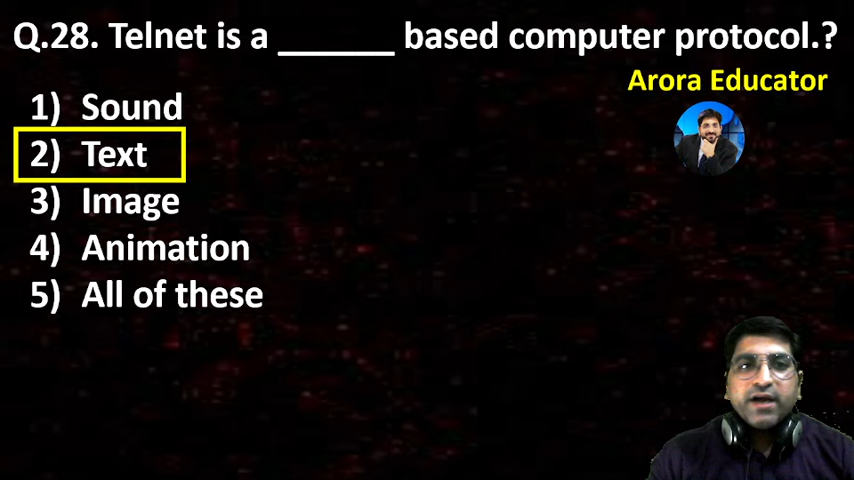 Q.28. Telnet is a ______ based computer protocol.?
Arora Educator
1) Sound
2) Text
3) Image
4) Animation
5) All of these